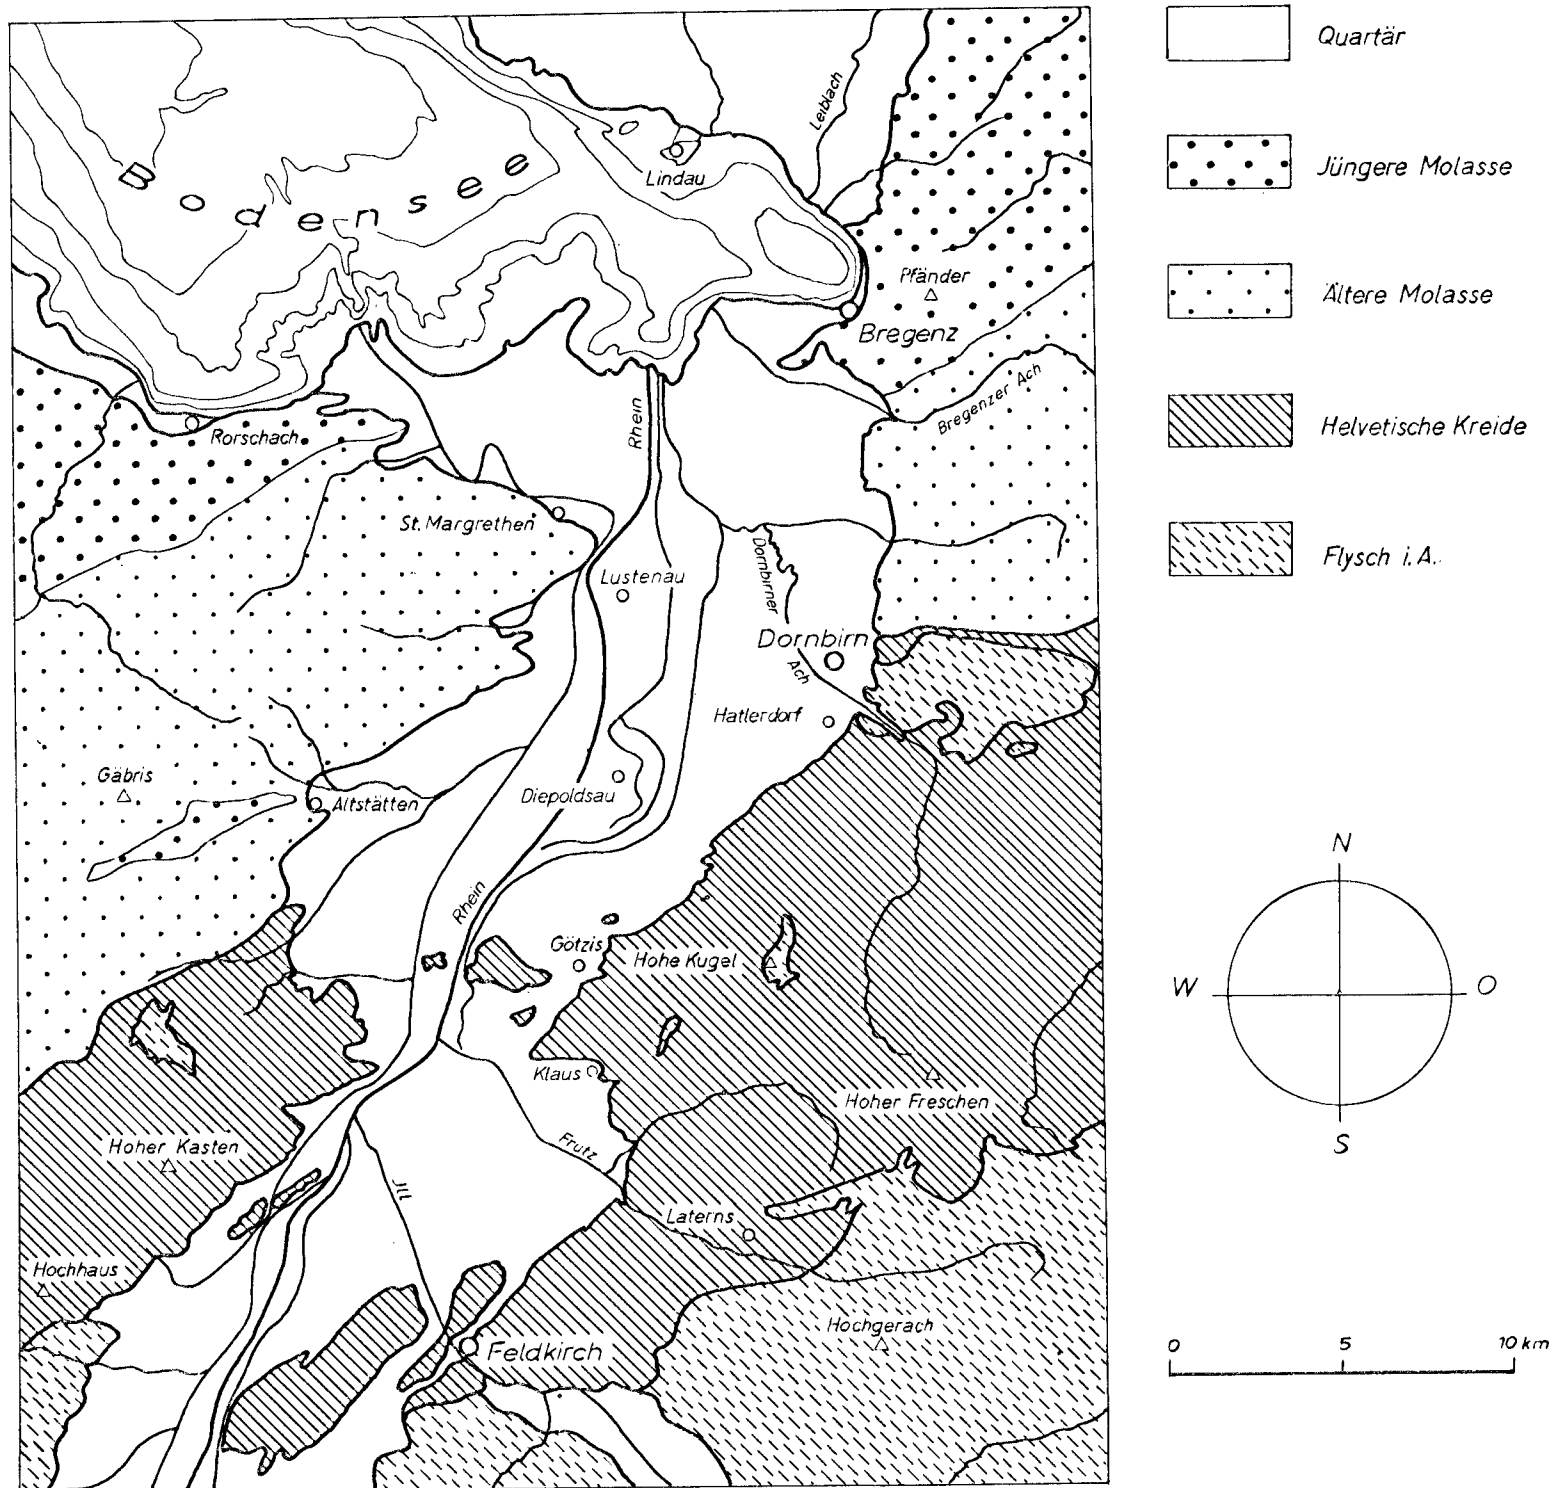 Leiblach
Bodensee
Lindau
Pfänder
Bregenz
Bregenzer Ach
Rorschach
Rhein
St. Margrethen
Lustenau
Dornbirner
Ach
Dornbirn
Hatlerdorf
Gäbris
Altstätten
Diepoldsau
Rhein
Götzis
Hohe Kugel
Klaus
Hoher Freschen
Hoher Kasten
Frutz
Jll
Laterns
Hochhaus
Hochgerach
Feldkirch
Quartär
Jüngere Molasse
Ältere Molasse
Helvetische Kreide
Flysch i. A.
N
W
O
S
0 5 10 km